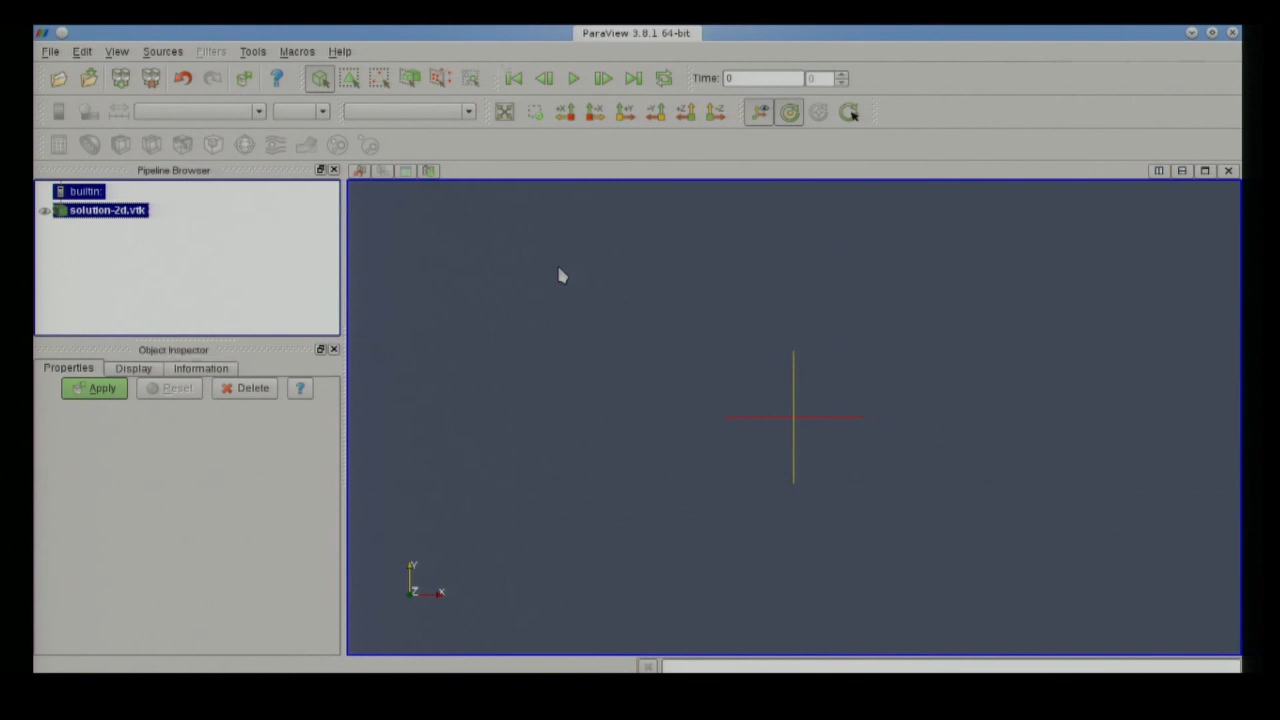 ParaView 3.8.1 64-bit
File Edit View Sources Filters Tools Macros Help
Time: 0 0
Pipeline Browser
builtin:
solution-2d.vtk
Object Inspector
Properties Display Information
Apply Reset Delete ?
Y
Z X